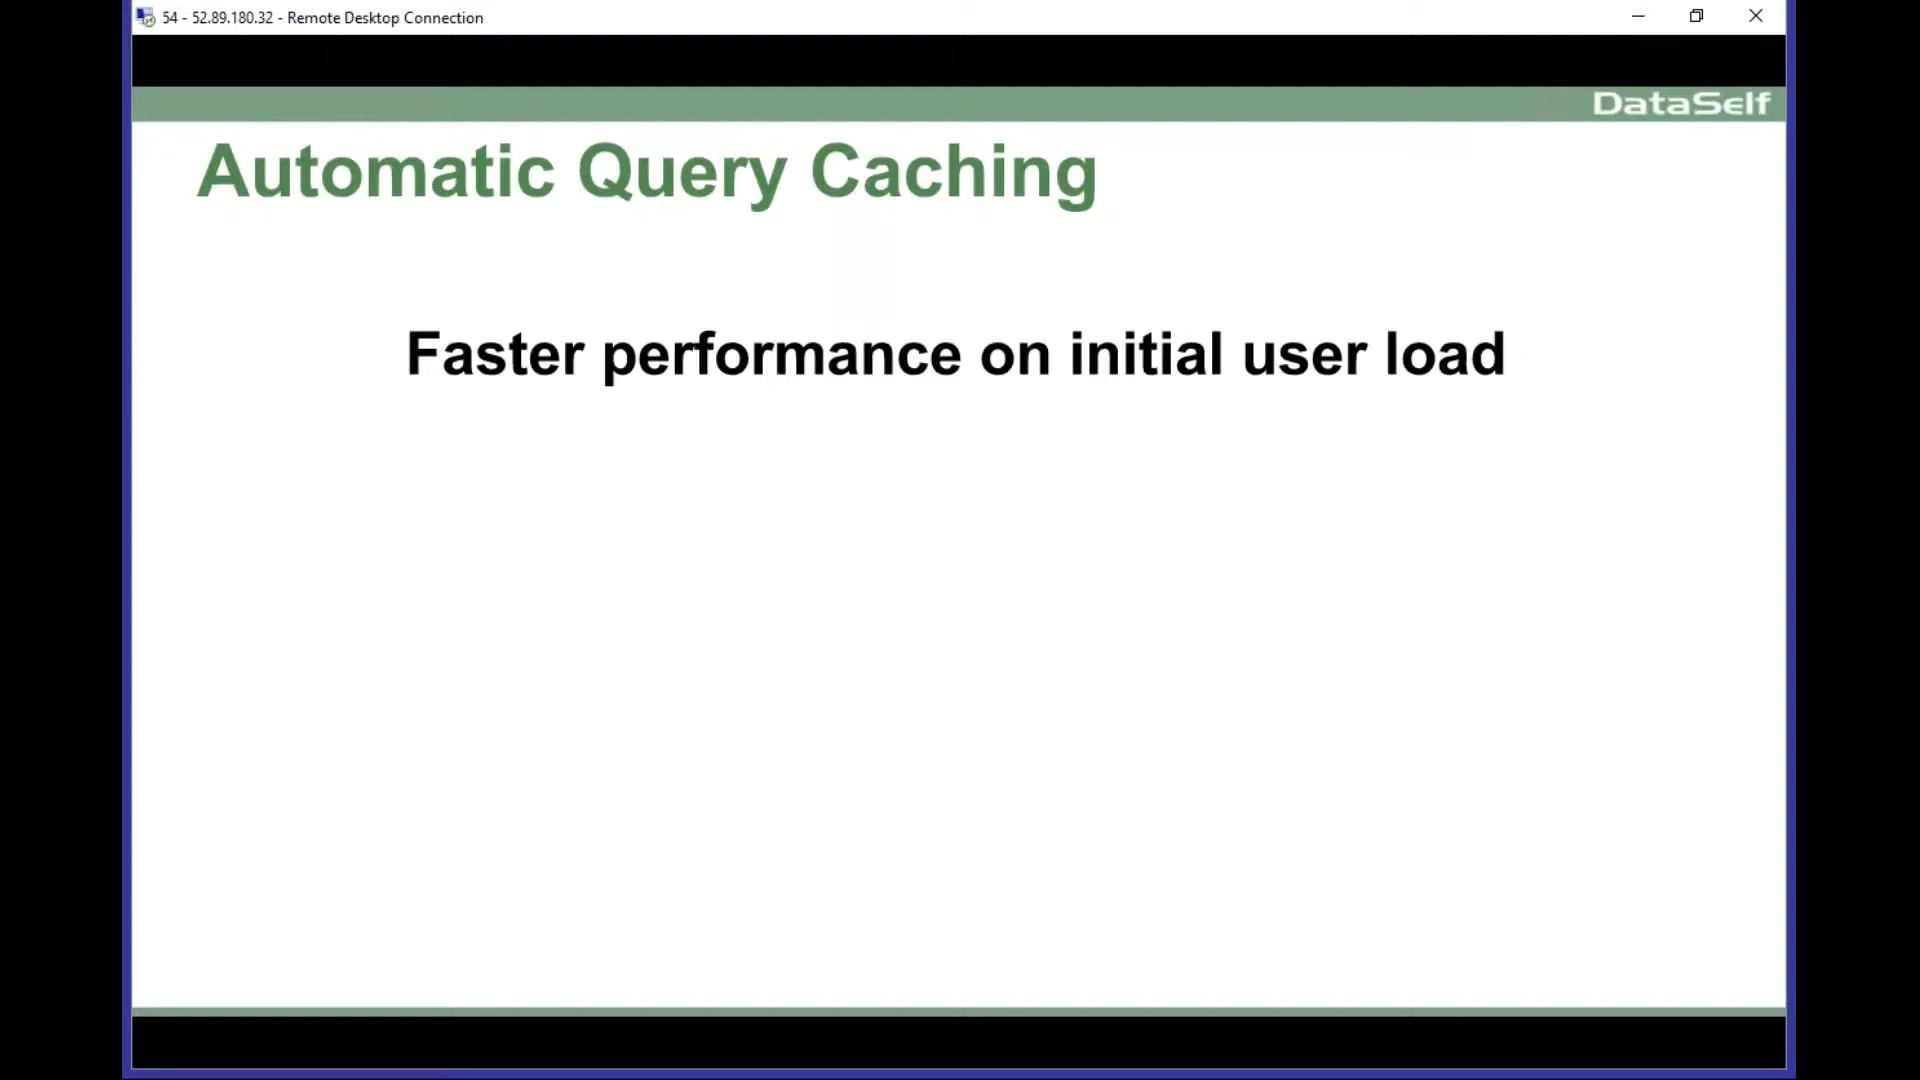 54 - 52.89.180.32 - Remote Desktop Connection
DataSelf
Automatic Query Caching
Faster performance on initial user load